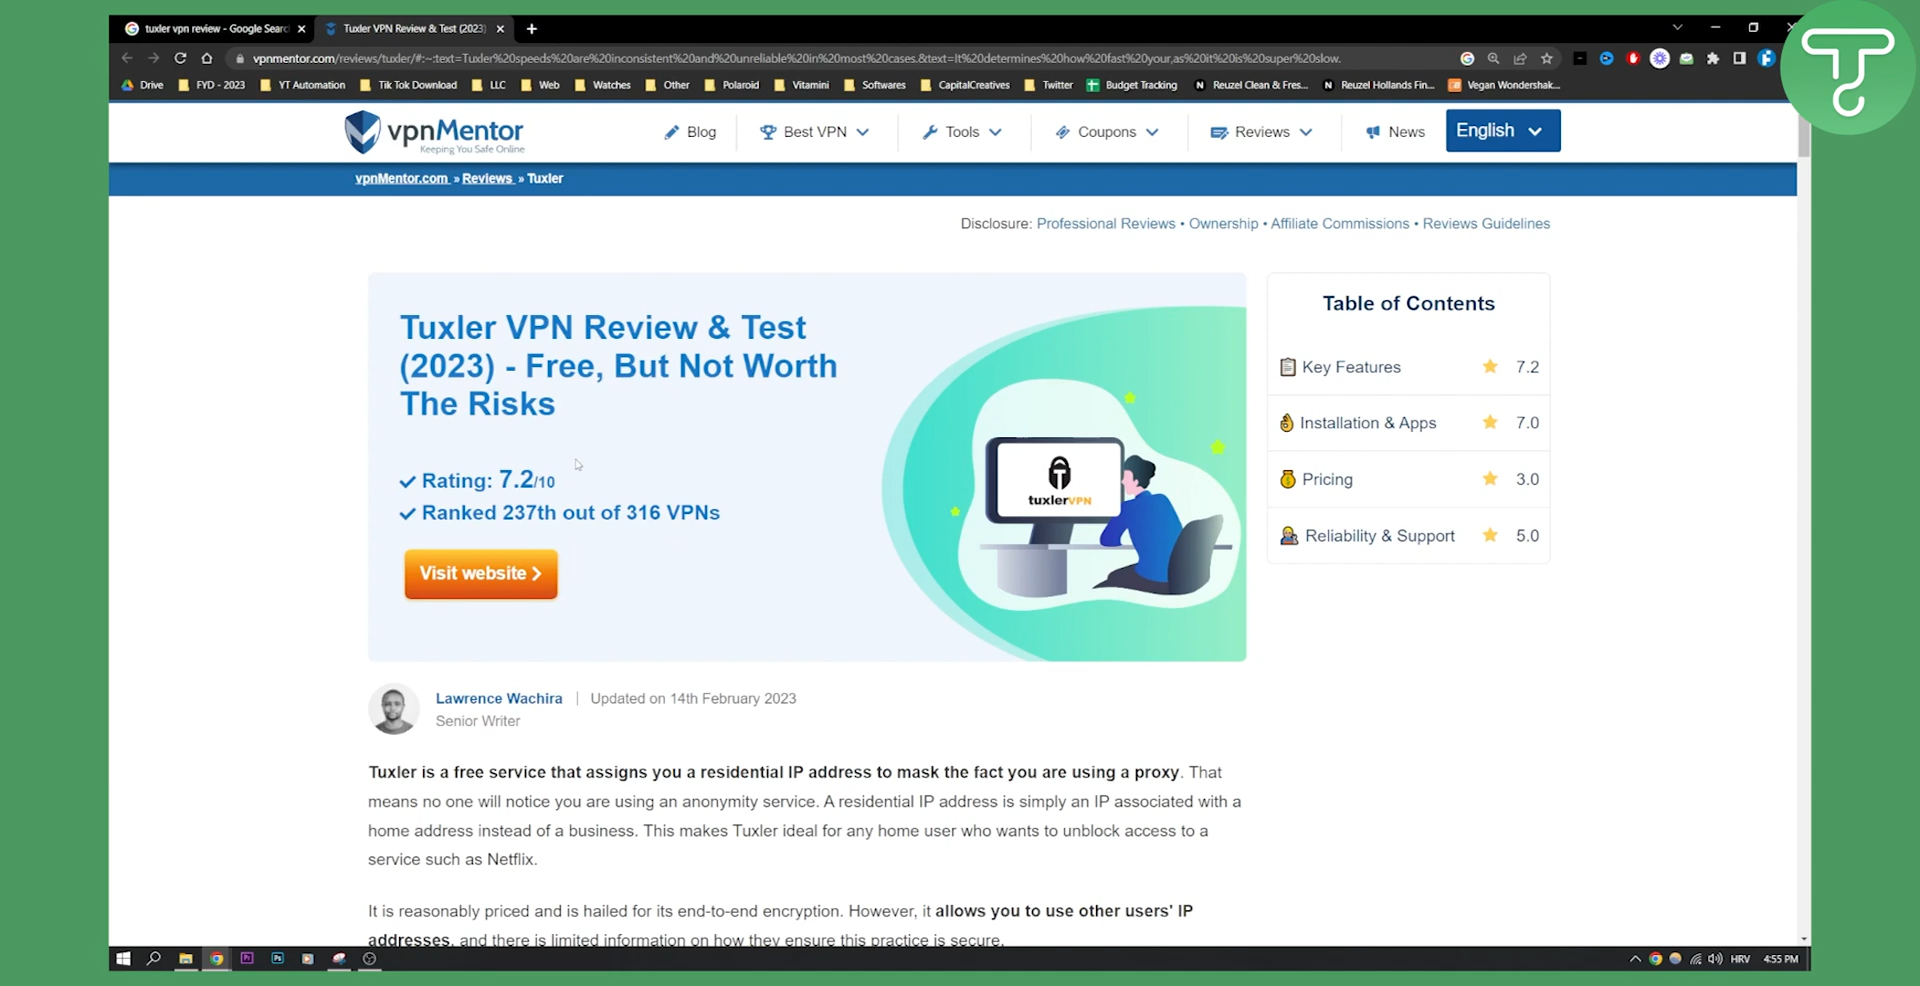 tuxler vpn review - Google Searc
Tuxler VPN Review & Test (2023)
vpnmentor.com/reviews/tuxler/#:~:text=Tuxler%20speeds%20are%20inconsistent%20and%20unreliable%20in%20most%20cases.&text=It%20determines%20how%20fast%20your,as%20it%20is%20super%20slow.
Drive FYD - 2023 YT Automation Tik Tok Download LLC Web Watches Other Polaroid Vitamini Softwares CapitalCreatives Twitter Budget Tracking Reuzel Clean & Fres... Reuzel Hollands Fin... Vegan Wondershak...
vpnMentor
Keeping You Safe Online
Blog Best VPN Tools Coupons Reviews News English
vpnMentor.com » Reviews » Tuxler
Disclosure: Professional Reviews • Ownership • Affiliate Commissions • Reviews Guidelines
Tuxler VPN Review & Test
(2023) - Free, But Not Worth
The Risks
Rating: 7.2/10
Ranked 237th out of 316 VPNs
Visit website
tuxlerVPN
Table of Contents
Key Features 7.2
Installation & Apps 7.0
Pricing 3.0
Reliability & Support 5.0
Lawrence Wachira | Updated on 14th February 2023
Senior Writer
Tuxler is a free service that assigns you a residential IP address to mask the fact you are using a proxy. That
means no one will notice you are using an anonymity service. A residential IP address is simply an IP associated with a
home address instead of a business. This makes Tuxler ideal for any home user who wants to unblock access to a
service such as Netflix.
It is reasonably priced and is hailed for its end-to-end encryption. However, it allows you to use other users' IP
addresses, and there is limited information on how they ensure this practice is secure.
HRV 4:55 PM